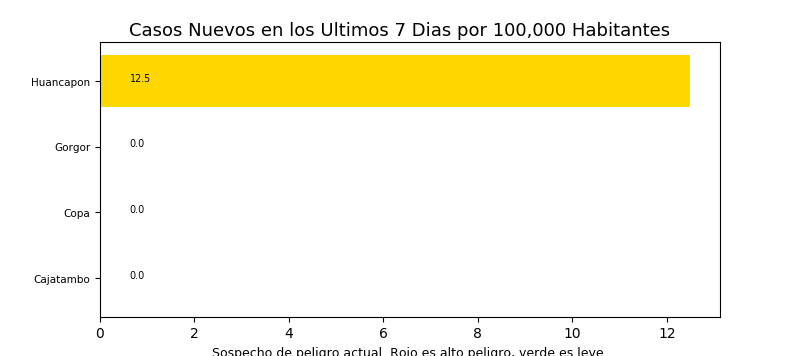 Casos Nuevos en los Ultimos 7 Dias por 100,000 Habitantes
Huancapon
12.5
Gorgor
0.0
Copa
0.0
Cajatambo
0.0
0 2 4 6 8 10 12
Sospecho de peligro actual. Rojo es alto peligro, verde es leve